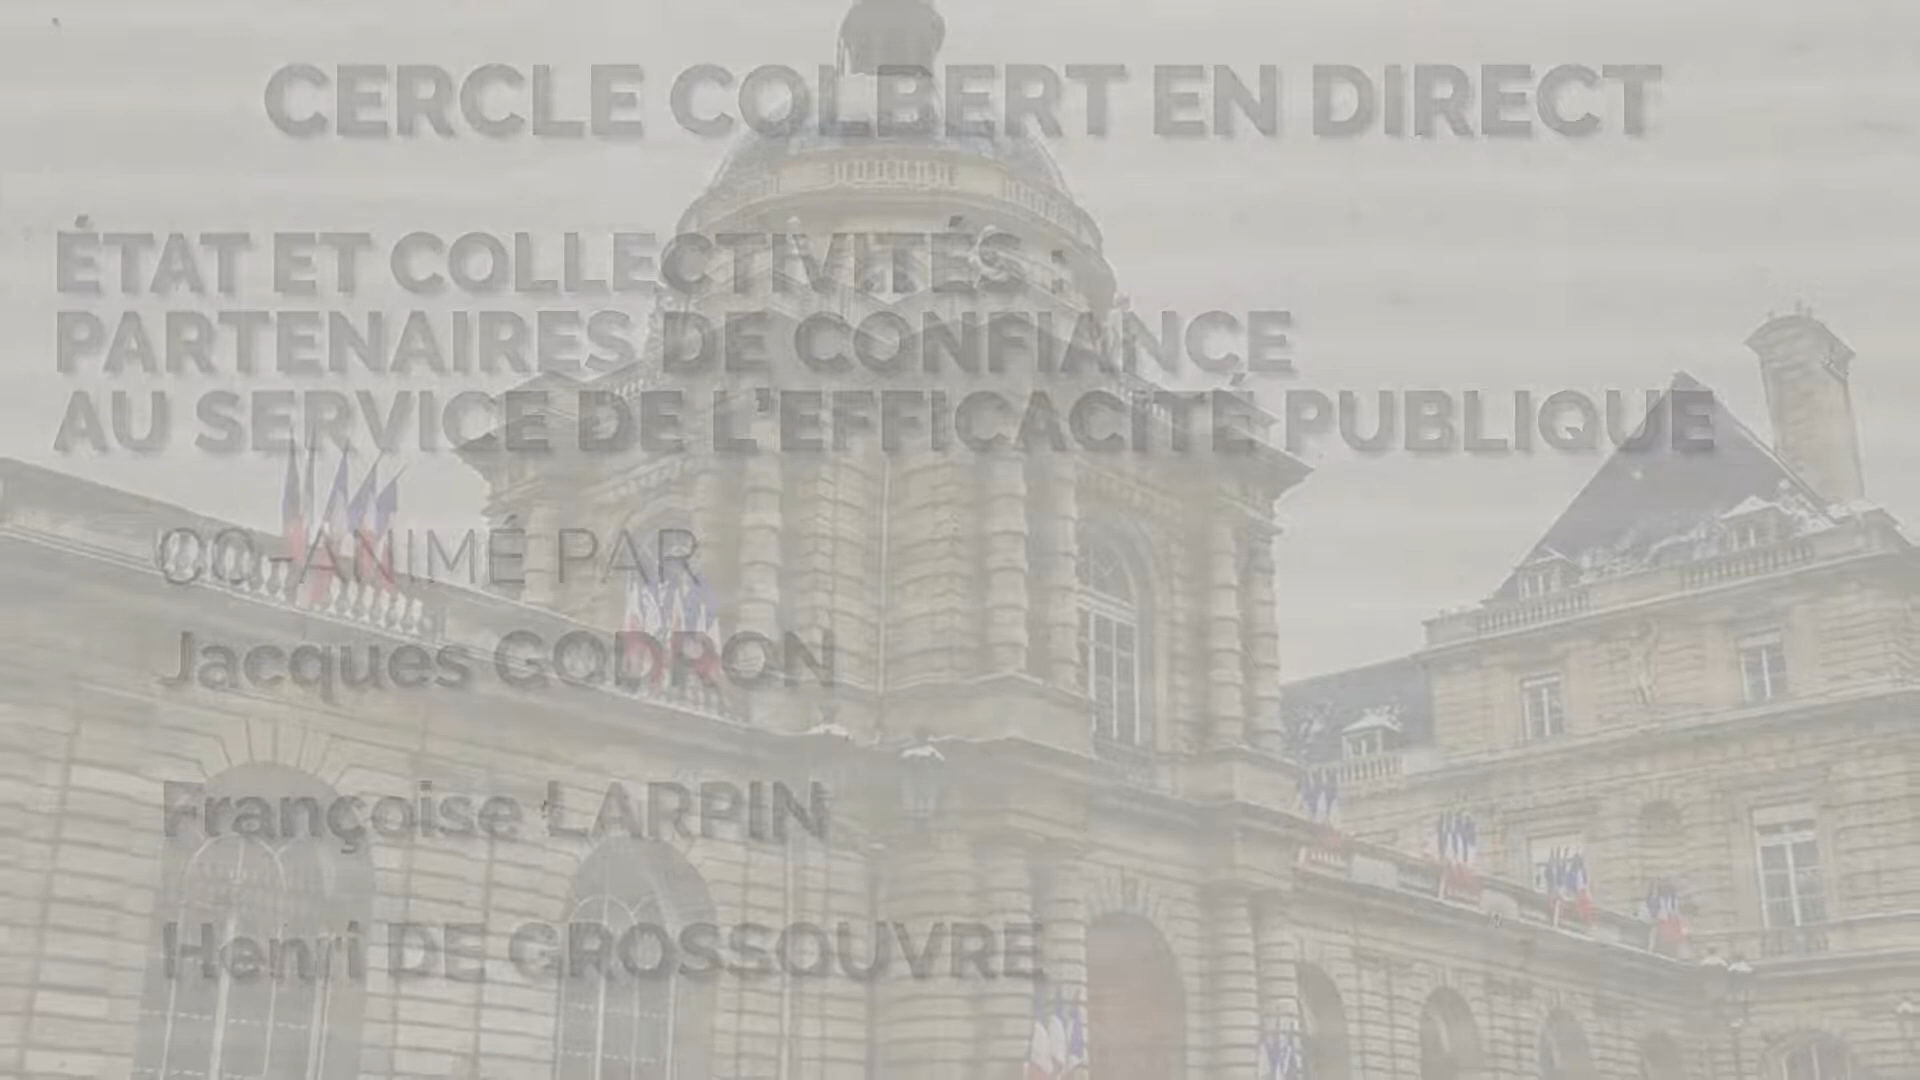 CERCLE COLBERT EN DIRECT
ÉTAT ET COLLECTIVITÉS :
PARTENAIRES DE CONFIANCE
AU SERVICE DE L'EFFICACITÉ PUBLIQUE
CO-ANIMÉ PAR
Jacques GODRON
Françoise LARPIN
Henri DE GROSSOUVRE